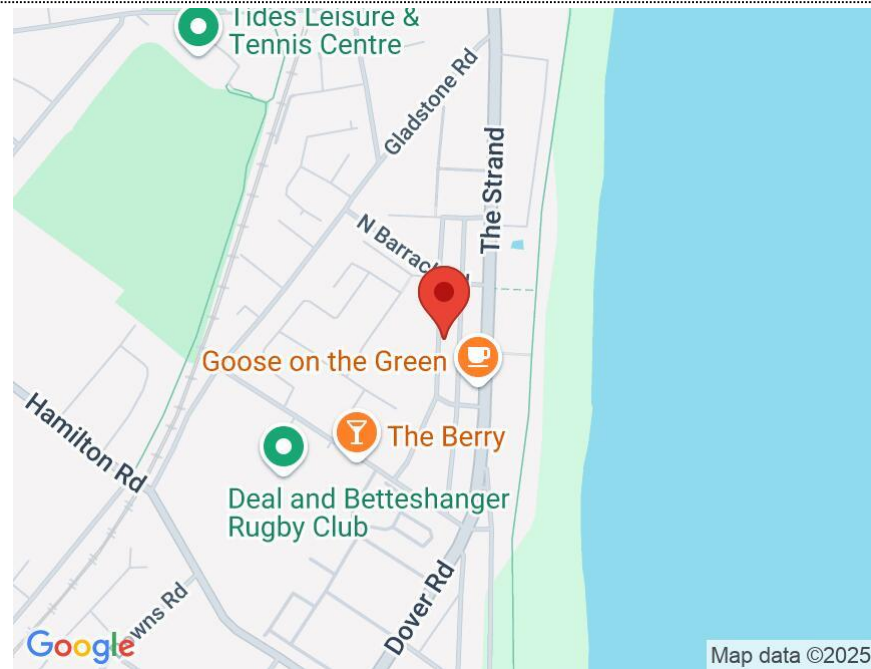 Tides Leisure &
Tennis Centre
Gladstone Rd
The Strand
Goose on the Green
Hamilton Rd
The Berry
Deal and Betteshanger
Rugby Club
Dover Rd
Rd
Google
Map data ©2025